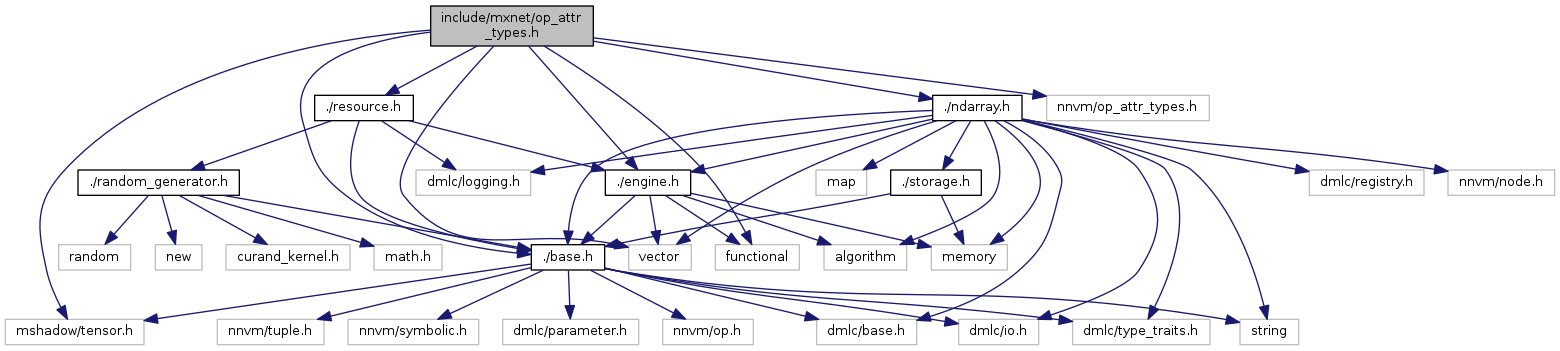 include/mxnet/op_attr
_types.h
./resource.h
./ndarray.h
nnvm/op_attr_types.h
./random_generator.h
dmlc/logging.h
./engine.h
map
./storage.h
dmlc/registry.h
nnvm/node.h
random
new
curand_kernel.h
math.h
./base.h
vector
functional
algorithm
memory
mshadow/tensor.h
nnvm/tuple.h
nnvm/symbolic.h
dmlc/parameter.h
nnvm/op.h
dmlc/base.h
dmlc/io.h
dmlc/type_traits.h
string